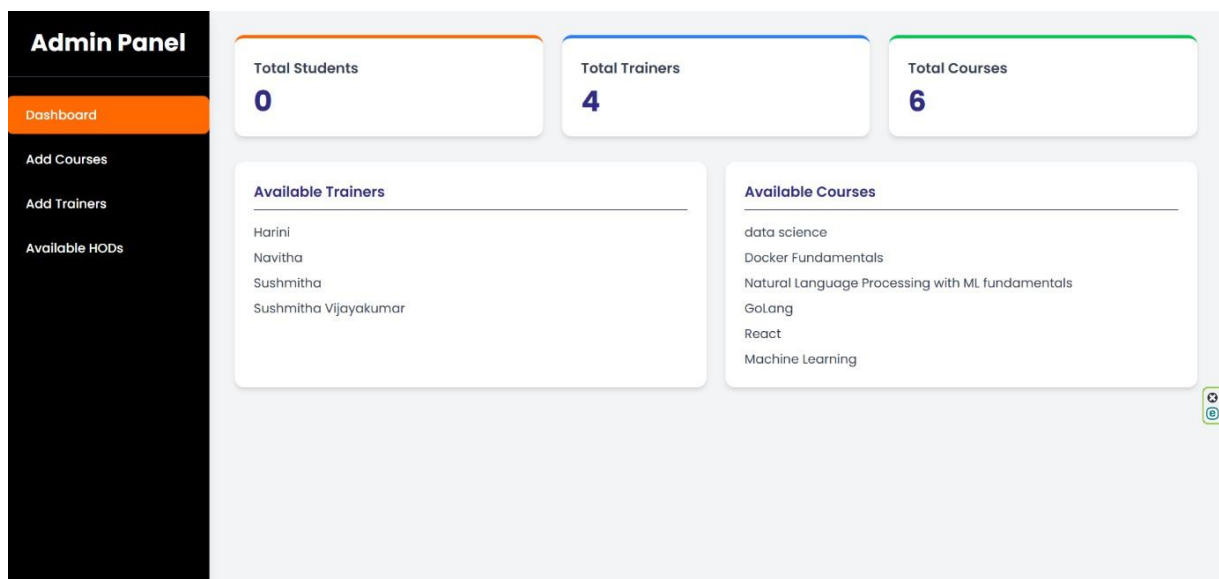 Admin Panel
Dashboard
Add Courses
Add Trainers
Available HODs
Total Students
0
Total Trainers
4
Total Courses
6
Available Trainers
Harini
Navitha
Sushmitha
Sushmitha Vijayakumar
Available Courses
data science
Docker Fundamentals
Natural Language Processing with ML fundamentals
GoLang
React
Machine Learning